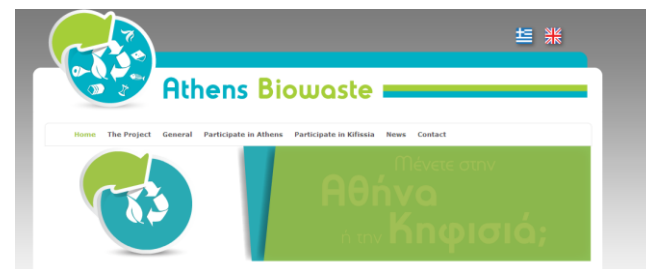 Athens Biowaste
Home The Project General Participate in Athens Participate in Kifissia News Contact
Μένετε στην
Αθήνα
ή την Κηφισιά;